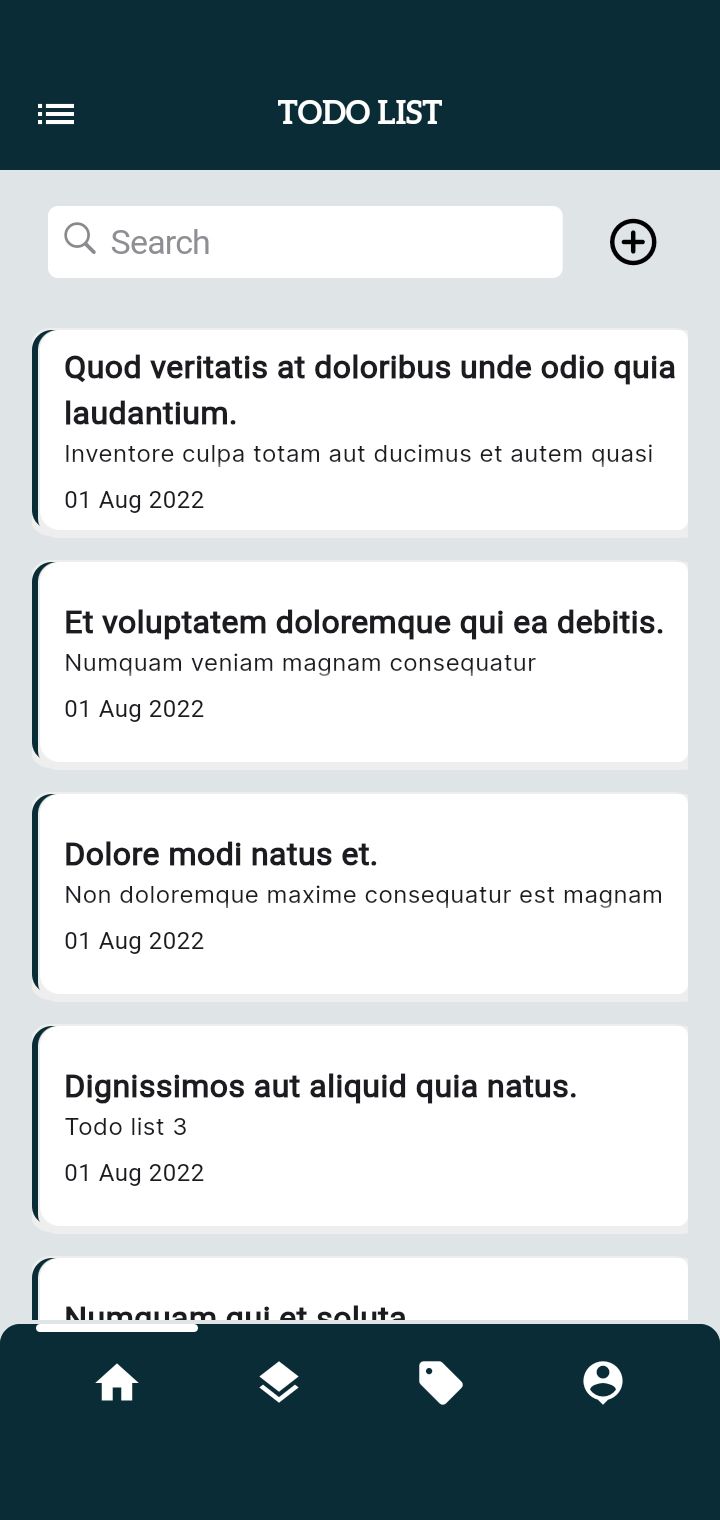 TODO LIST
Search
Quod veritatis at doloribus unde odio quia
laudantium.
Inventore culpa totam aut ducimus et autem quasi
01 Aug 2022
Et voluptatem doloremque qui ea debitis.
Numquam veniam magnam consequatur
01 Aug 2022
Dolore modi natus et.
Non doloremque maxime consequatur est magnam
01 Aug 2022
Dignissimos aut aliquid quia natus.
Todo list 3
01 Aug 2022
Numquam qui et soluta.